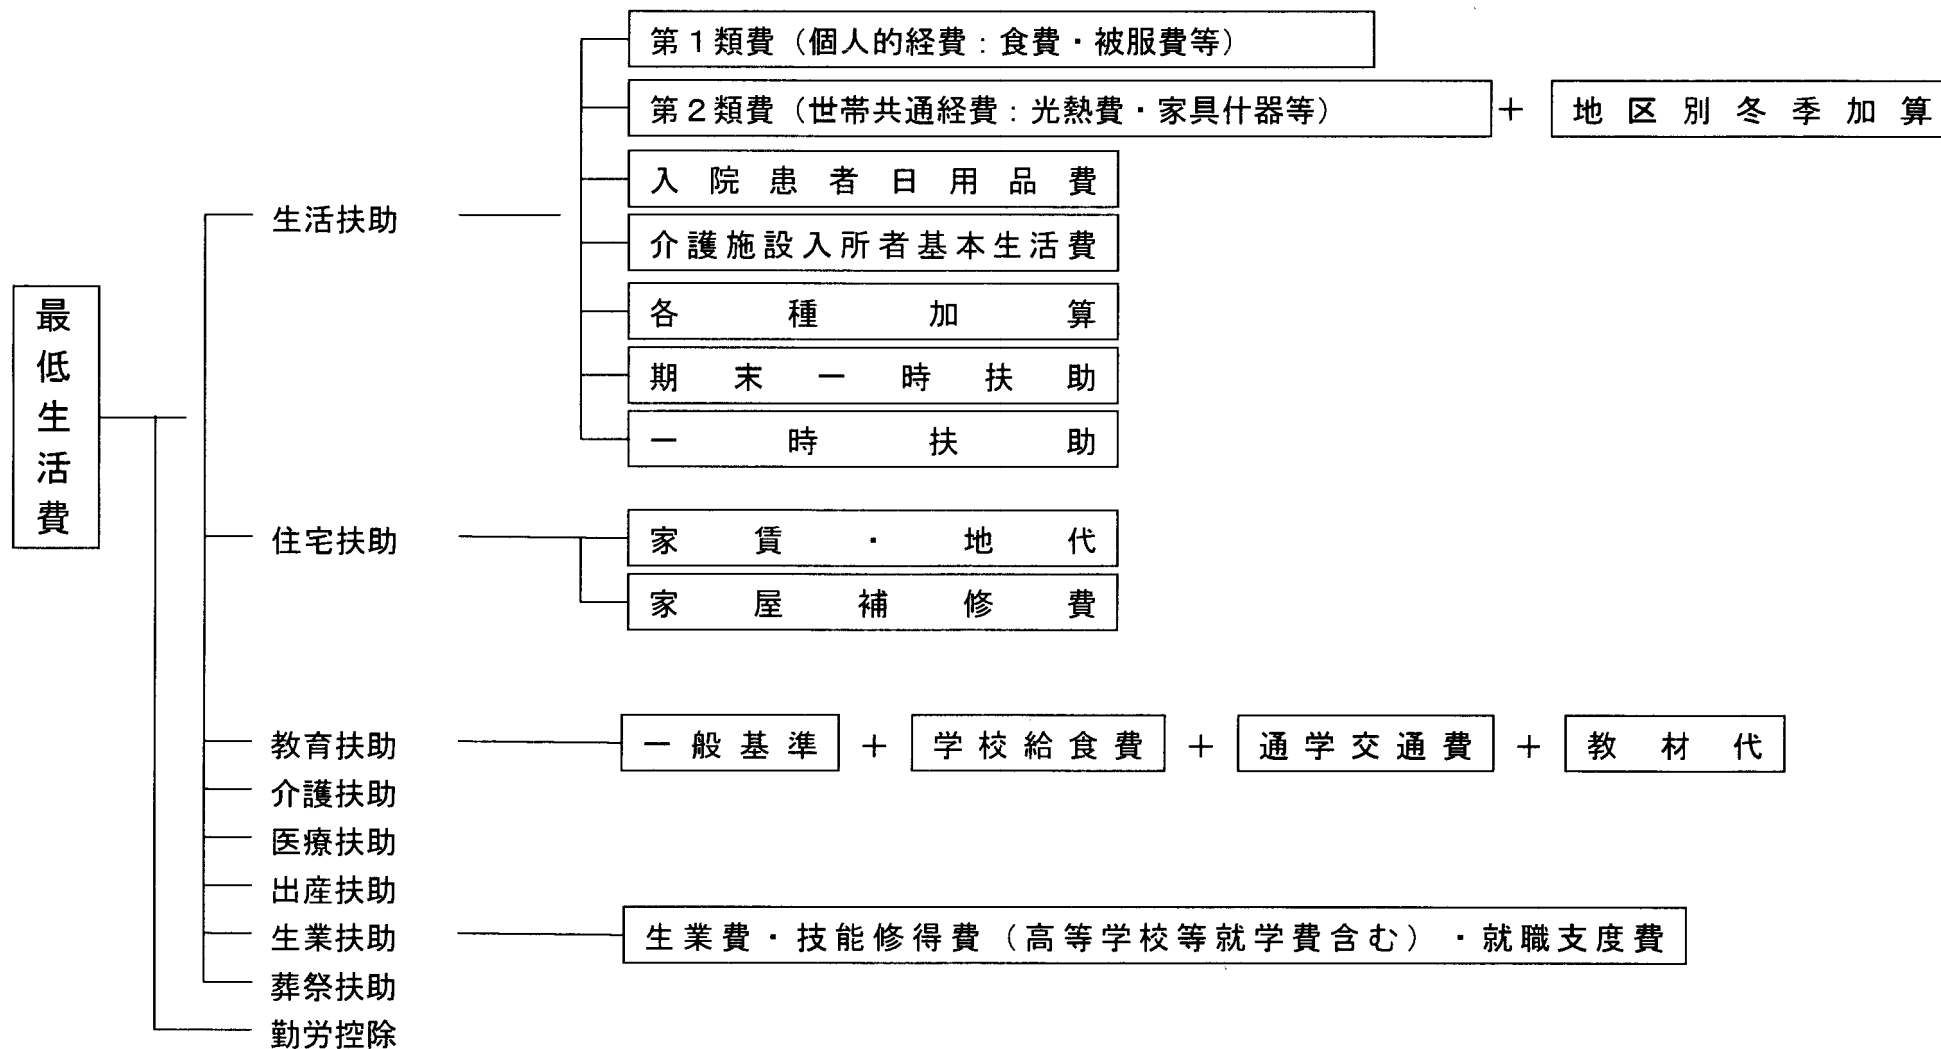 最低生活費
生活扶助
第1類費（個人的経費：食費・被服費等）
第2類費（世帯共通経費：光熱費・家具什器等） + 地区別冬季加算
入院患者日用品費
介護施設入所者基本生活費
各種加算
期末一時扶助
一時扶助
住宅扶助
家賃・地代
家屋補修費
教育扶助
一般基準 + 学校給食費 + 通学交通費 + 教材代
介護扶助
医療扶助
出産扶助
生業扶助
生業費・技能修得費（高等学校等就学費含む）・就職支度費
葬祭扶助
勤労控除